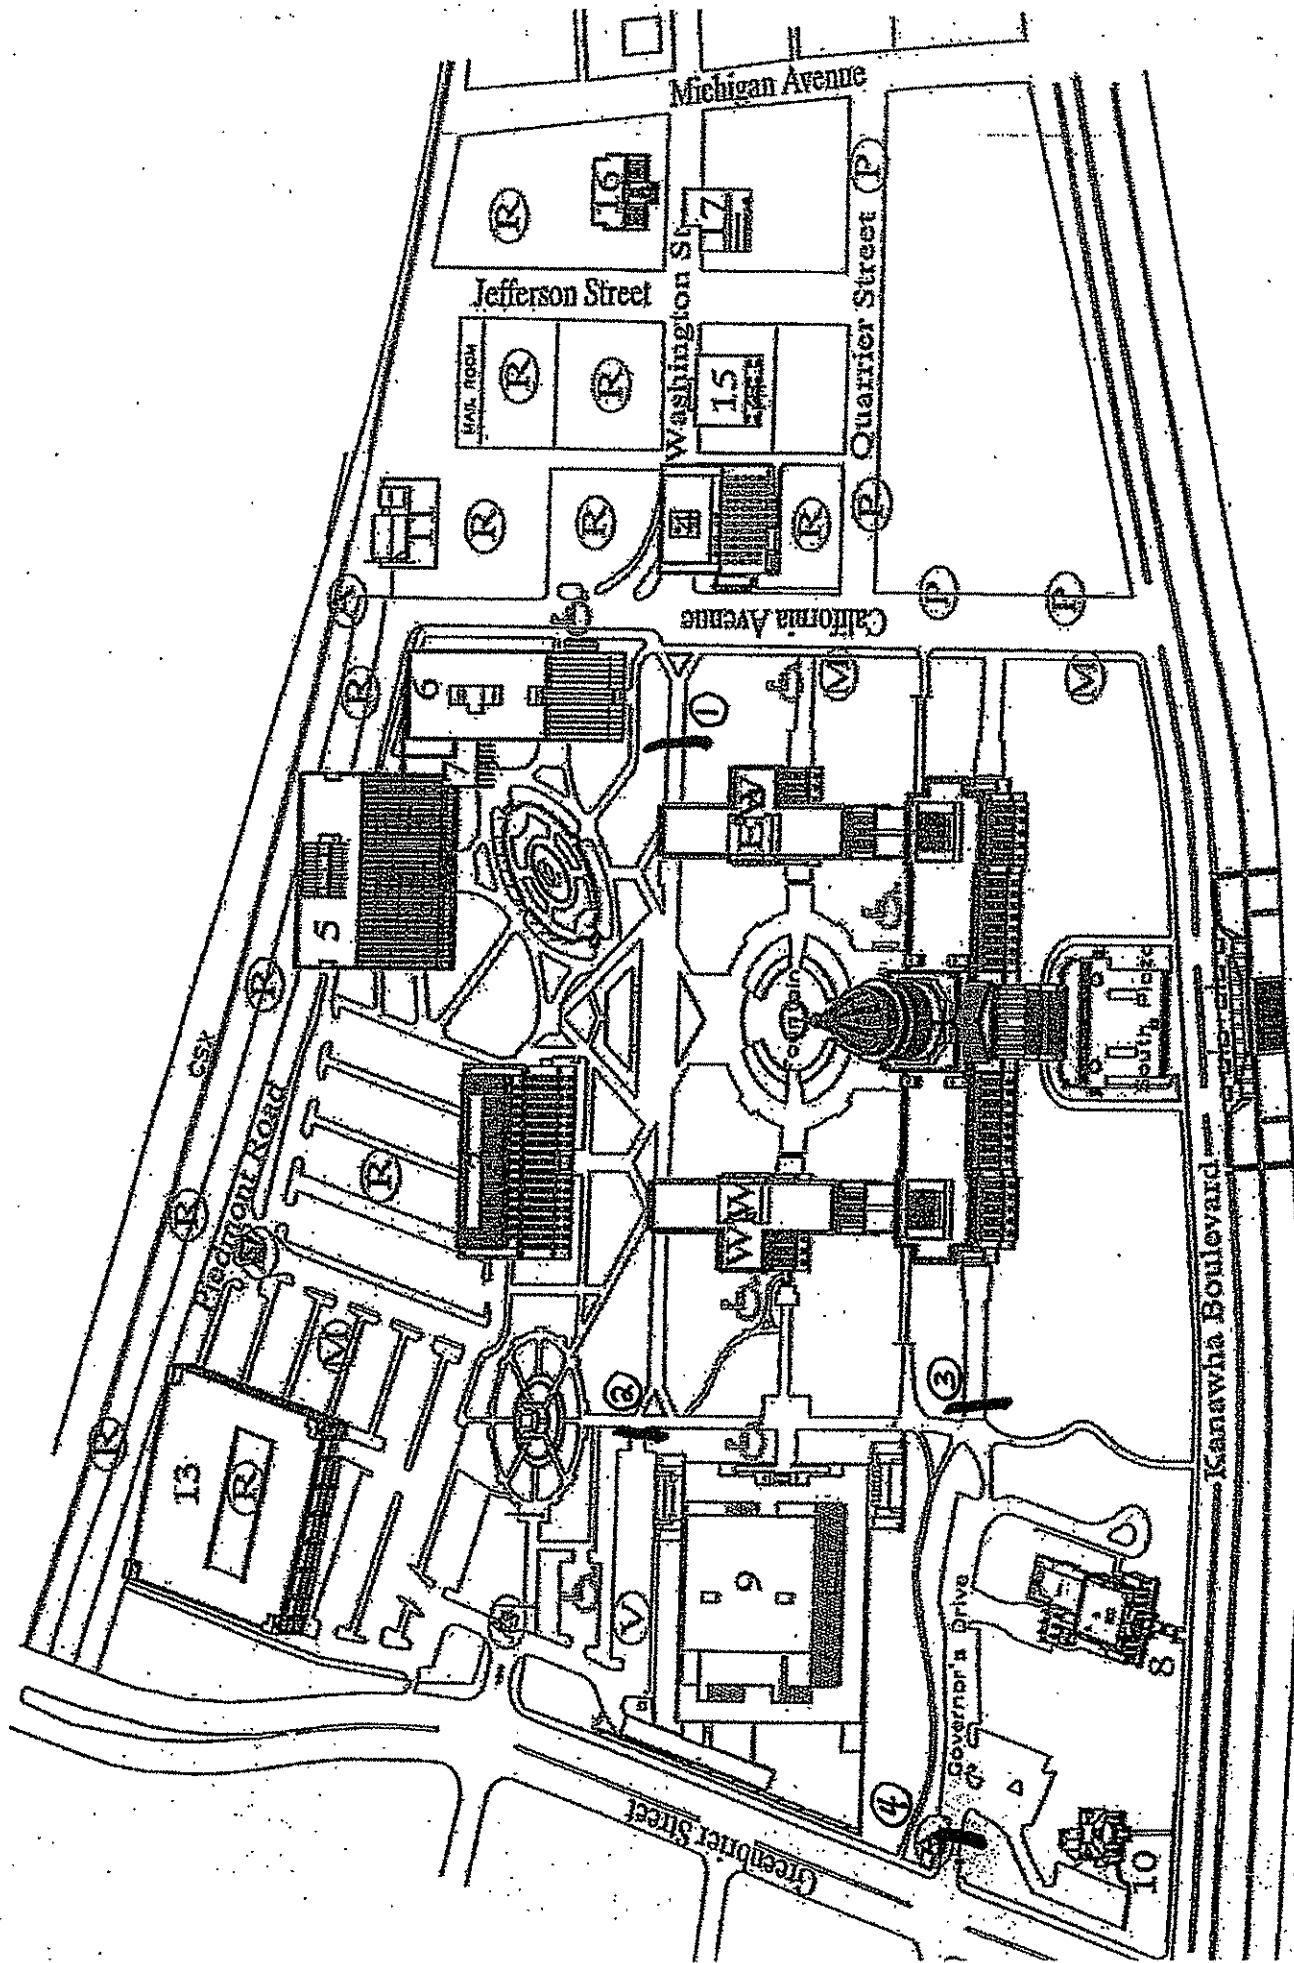 Michigan Avenue
R
16
17
P
Jefferson Street
Washington St
Quarrier Street
MAIL ROOM
R
R
15
11
R
R
R
P
R
California Avenue
P
P
R
6
M
M
1
7
5
EW
R
CSX
Fountain
South Plaza
Piedmont Road
R
R
WW
Kanawha Boulevard
M
2
3
R
13
R
9
V
Governor's Drive
8
4
Greenbrier Street
10